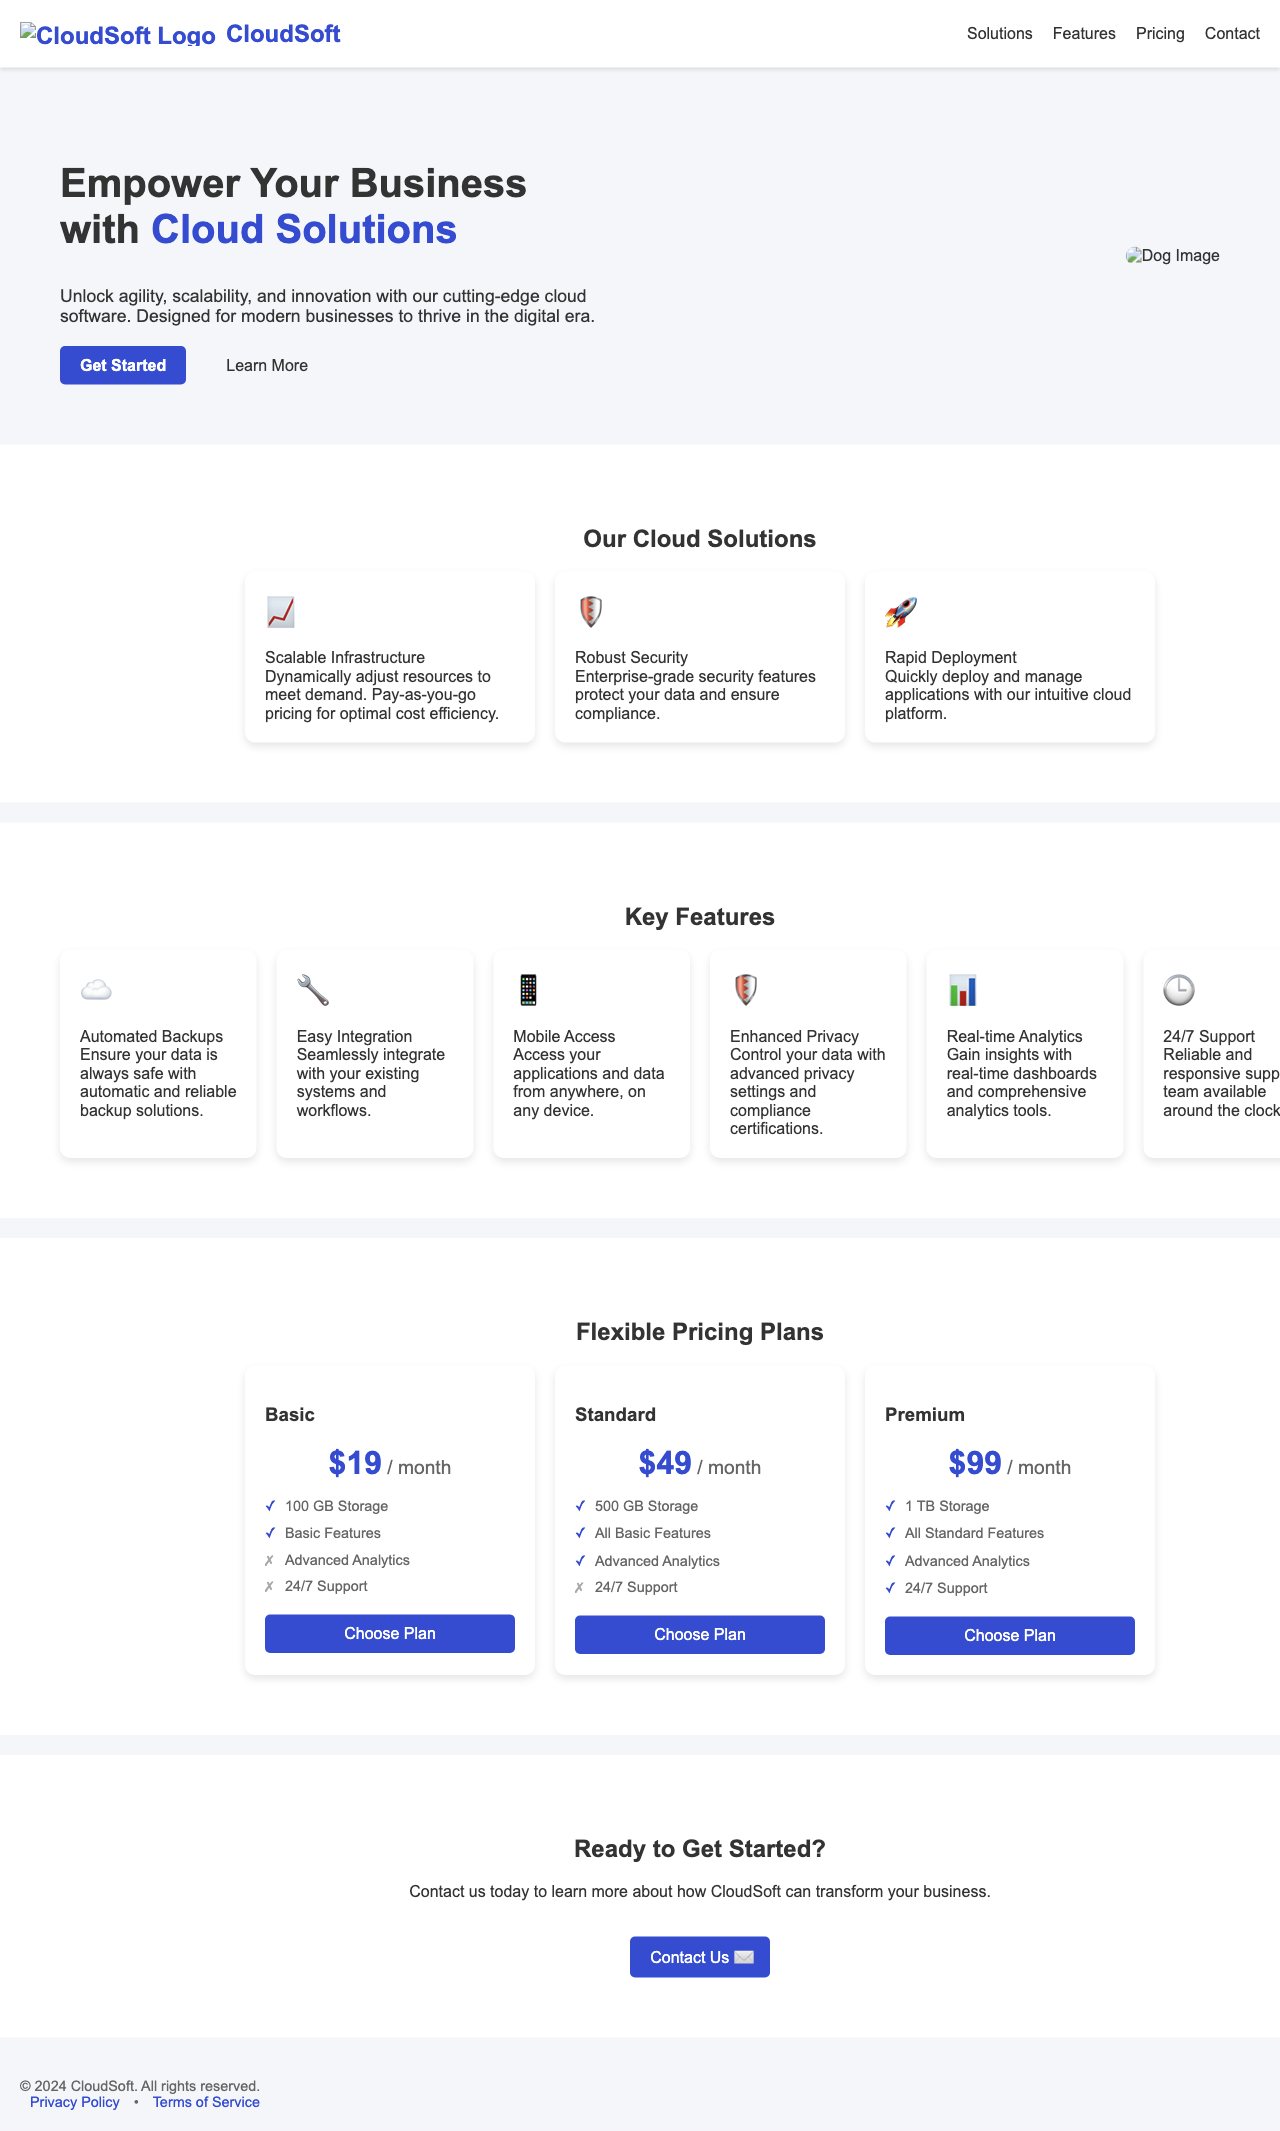 CloudSoft Logo CloudSoft
Solutions Features Pricing Contact
Empower Your Business
with Cloud Solutions
Dog Image
Unlock agility, scalability, and innovation with our cutting-edge cloud
software. Designed for modern businesses to thrive in the digital era.
Get Started Learn More
Our Cloud Solutions
Scalable Infrastructure
Dynamically adjust resources to
meet demand. Pay-as-you-go
pricing for optimal cost efficiency.
Robust Security
Enterprise-grade security features
protect your data and ensure
compliance.
Rapid Deployment
Quickly deploy and manage
applications with our intuitive cloud
platform.
Key Features
Automated Backups
Ensure your data is
always safe with
automatic and reliable
backup solutions.
Easy Integration
Seamlessly integrate
with your existing
systems and
workflows.
Mobile Access
Access your
applications and data
from anywhere, on
any device.
Enhanced Privacy
Control your data with
advanced privacy
settings and
compliance
certifications.
Real-time Analytics
Gain insights with
real-time dashboards
and comprehensive
analytics tools.
24/7 Support
Reliable and
responsive supp
team available
around the clock
Flexible Pricing Plans
Basic
$19 / month
✓ 100 GB Storage
✓ Basic Features
✗ Advanced Analytics
✗ 24/7 Support
Choose Plan
Standard
$49 / month
✓ 500 GB Storage
✓ All Basic Features
✓ Advanced Analytics
✗ 24/7 Support
Choose Plan
Premium
$99 / month
✓ 1 TB Storage
✓ All Standard Features
✓ Advanced Analytics
✓ 24/7 Support
Choose Plan
Ready to Get Started?
Contact us today to learn more about how CloudSoft can transform your business.
Contact Us
© 2024 CloudSoft. All rights reserved.
Privacy Policy • Terms of Service